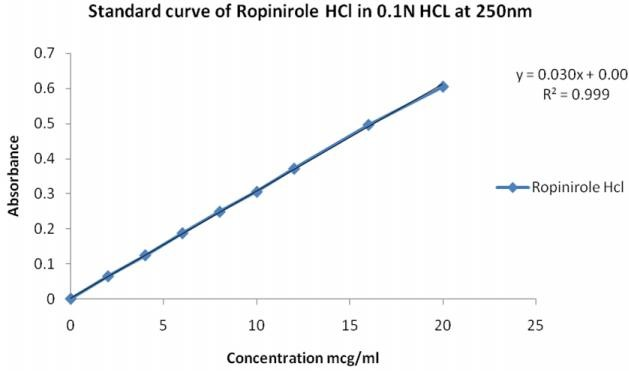 Standard curve of Ropinirole HCl in 0.1N HCL at 250nm
0.7
0.6
0.5
0.4
0.3
0.2
0.1
0
Absorbance
0 5 10 15 20 25
Concentration mcg/ml
y = 0.030x + 0.00
R² = 0.999
Ropinirole Hcl